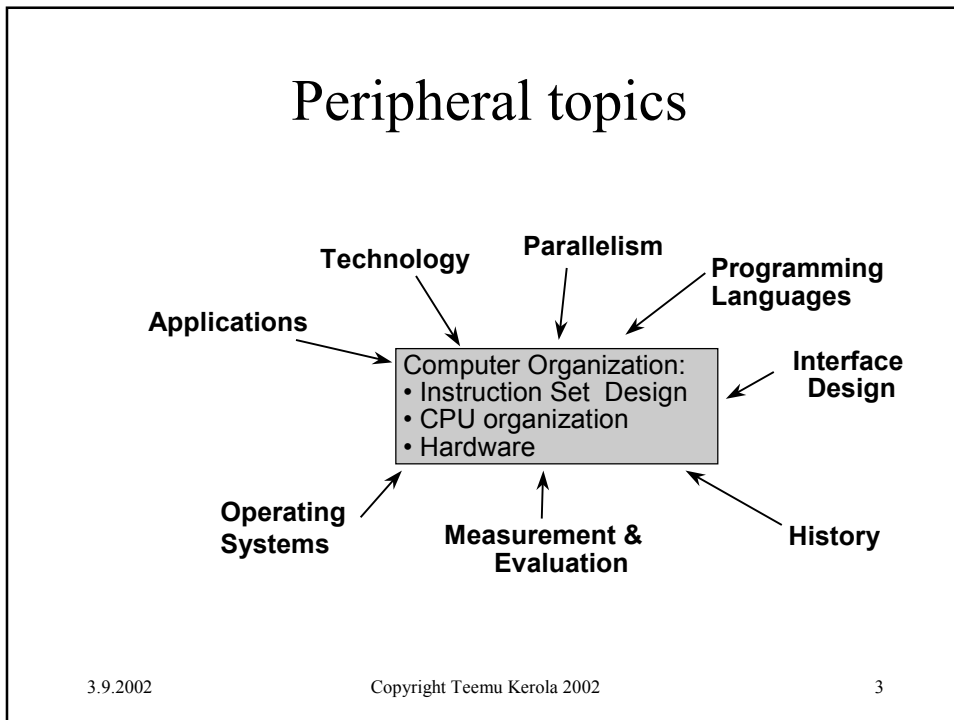 Peripheral topics
Technology
Parallelism
Programming
Languages
Applications
Interface
Design
Computer Organization:
• Instruction Set Design
• CPU organization
• Hardware
Operating
Systems
Measurement &
Evaluation
History
3.9.2002 Copyright Teemu Kerola 2002 3